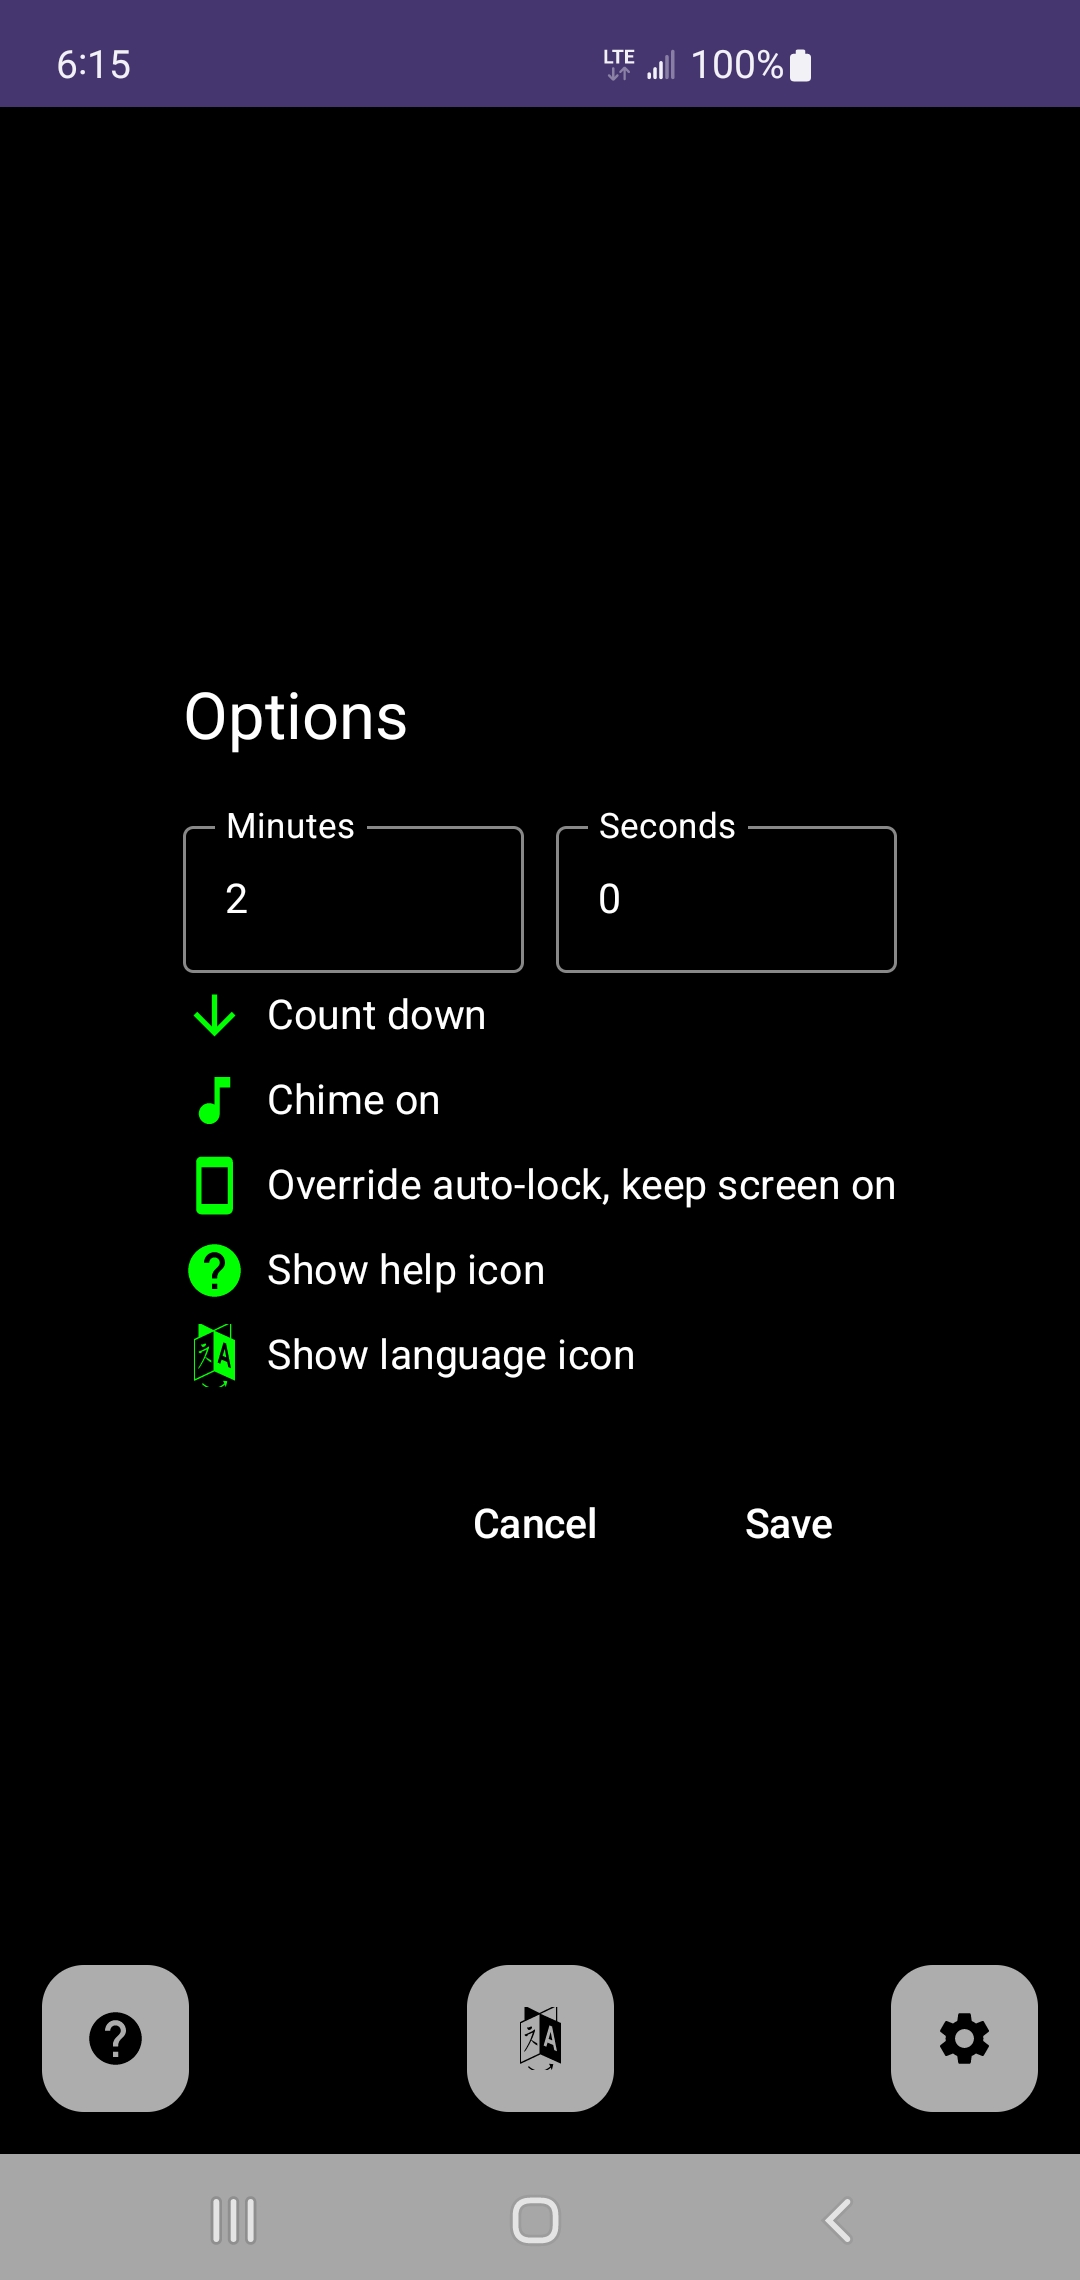 6:15 LTE 100%
Options
Minutes Seconds
2 0
Count down
Chime on
Override auto-lock, keep screen on
Show help icon
Show language icon
Cancel Save